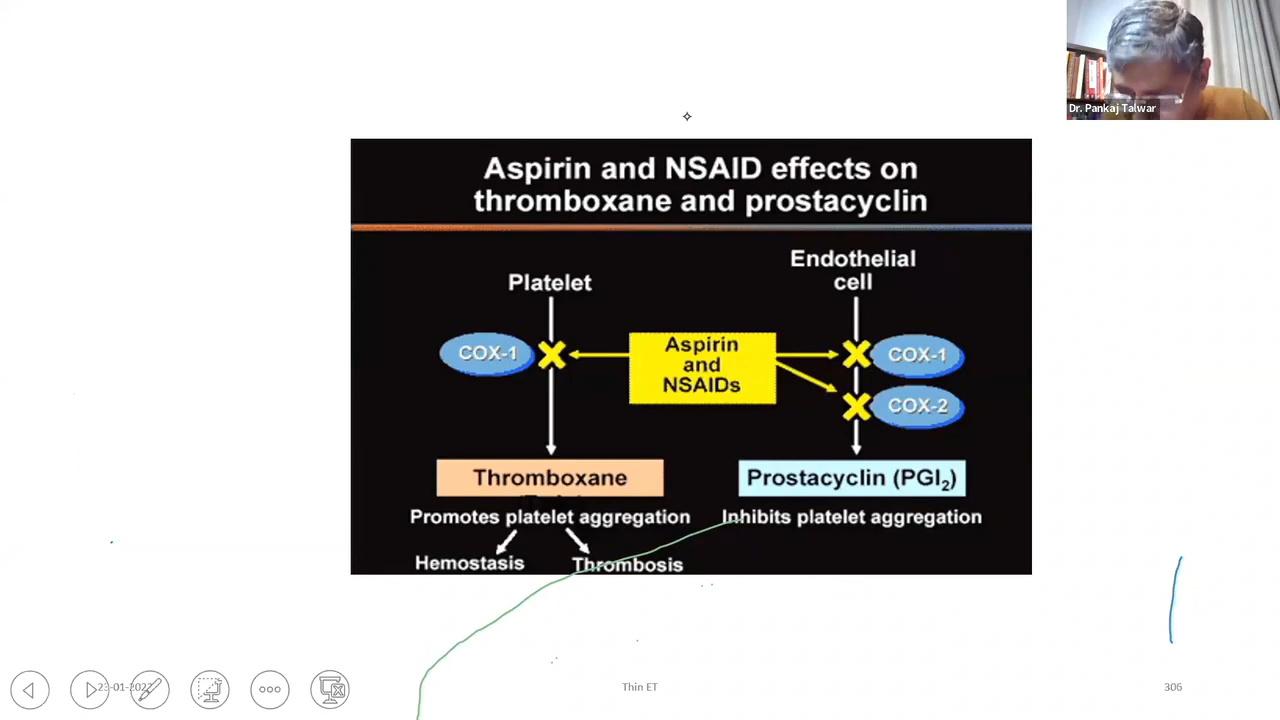 Dr. Pankaj Talwar
Aspirin and NSAID effects on
thromboxane and prostacyclin
Platelet
Endothelial
cell
COX-1
Aspirin
and
NSAIDs
COX-1
COX-2
Thromboxane
Prostacyclin (PGI₂)
Promotes platelet aggregation
Inhibits platelet aggregation
Hemostasis
Thrombosis
Thin ET
306